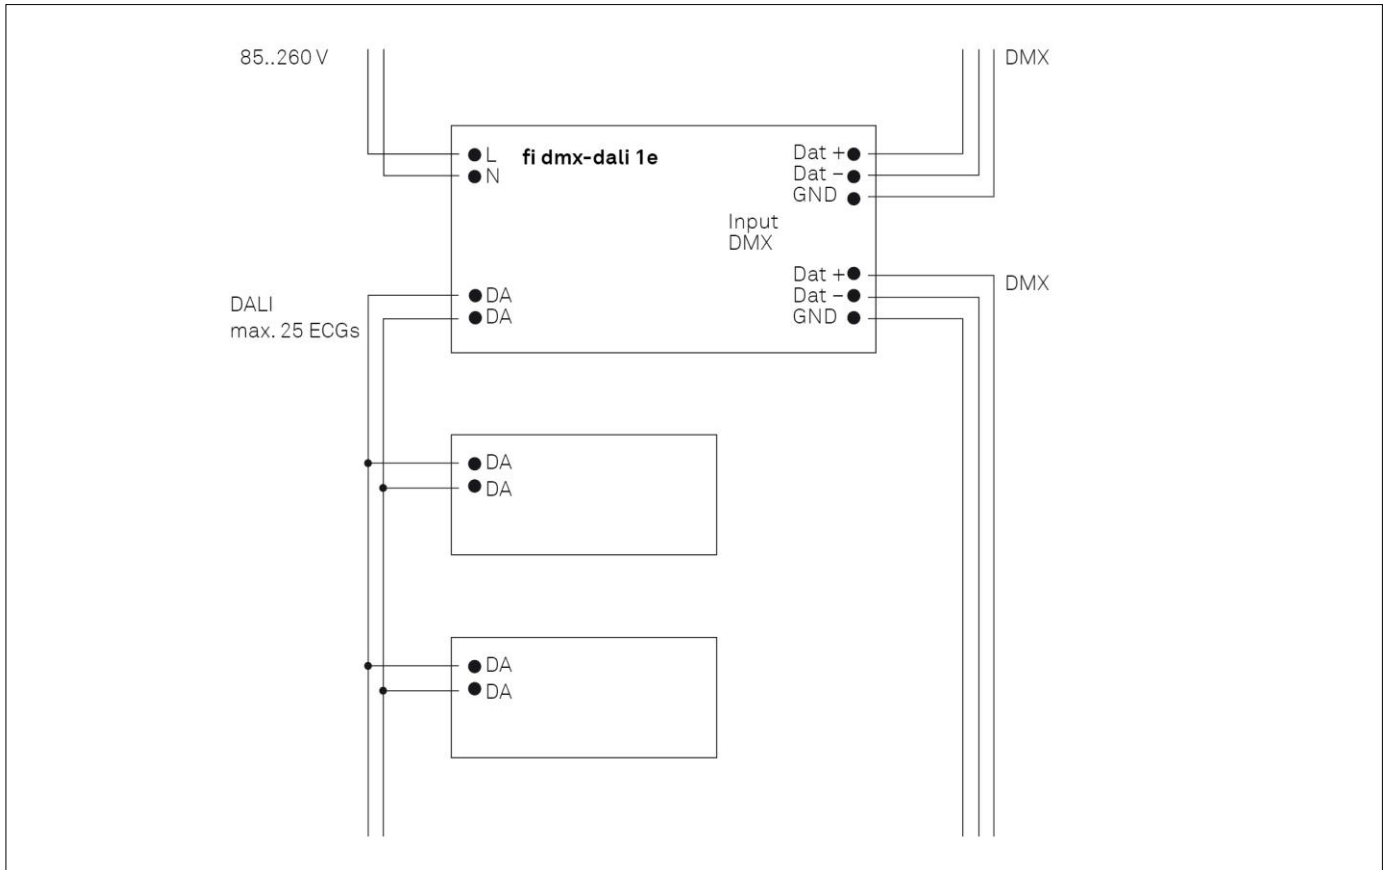 85..260 V
DMX
L
fi dmx-dali 1e
Dat +
N
Dat –
GND
Input
DMX
Dat +
DMX
DA
Dat –
DALI
DA
GND
max. 25 ECGs
DA
DA
DA
DA